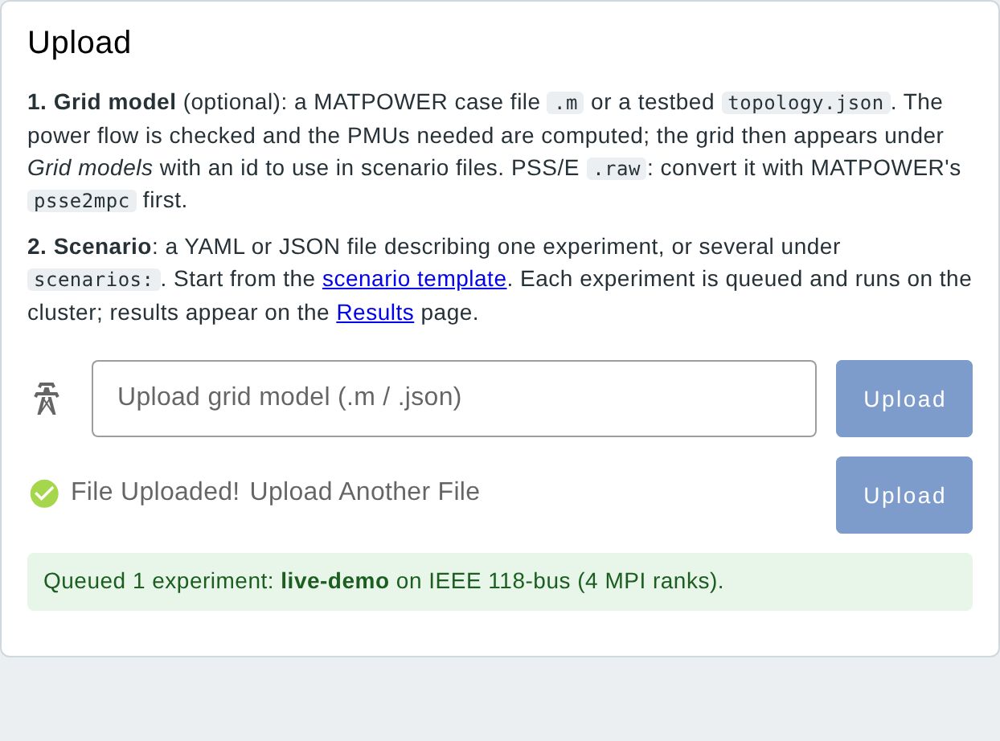 Upload
1. Grid model (optional): a MATPOWER case file .m or a testbed topology.json. The
power flow is checked and the PMUs needed are computed; the grid then appears under
Grid models with an id to use in scenario files. PSS/E .raw: convert it with MATPOWER's
psse2mpc first.
2. Scenario: a YAML or JSON file describing one experiment, or several under
scenarios:. Start from the scenario template. Each experiment is queued and runs on the
cluster; results appear on the Results page.
Upload grid model (.m / .json) Upload
File Uploaded! Upload Another File Upload
Queued 1 experiment: live-demo on IEEE 118-bus (4 MPI ranks).